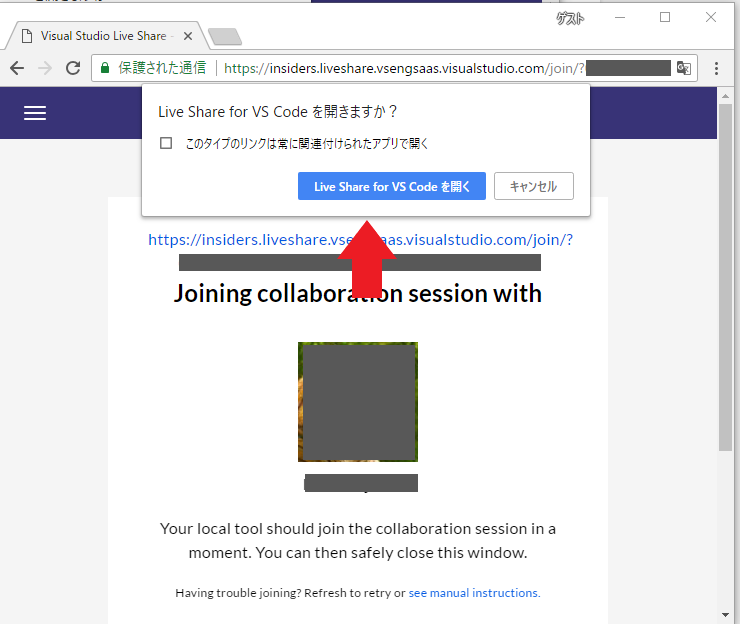 ゲスト
Visual Studio Live Share -
保護された通信
https://insiders.liveshare.vsengsaas.visualstudio.com/join/?
Live Share for VS Code を開きますか？
このタイプのリンクは常に関連付けられたアプリで開く
Live Share for VS Code を開く
キャンセル
https://insiders.liveshare.vsengsaas.visualstudio.com/join/?
Joining collaboration session with
Your local tool should join the collaboration session in a
moment. You can then safely close this window.
Having trouble joining? Refresh to retry or see manual instructions.